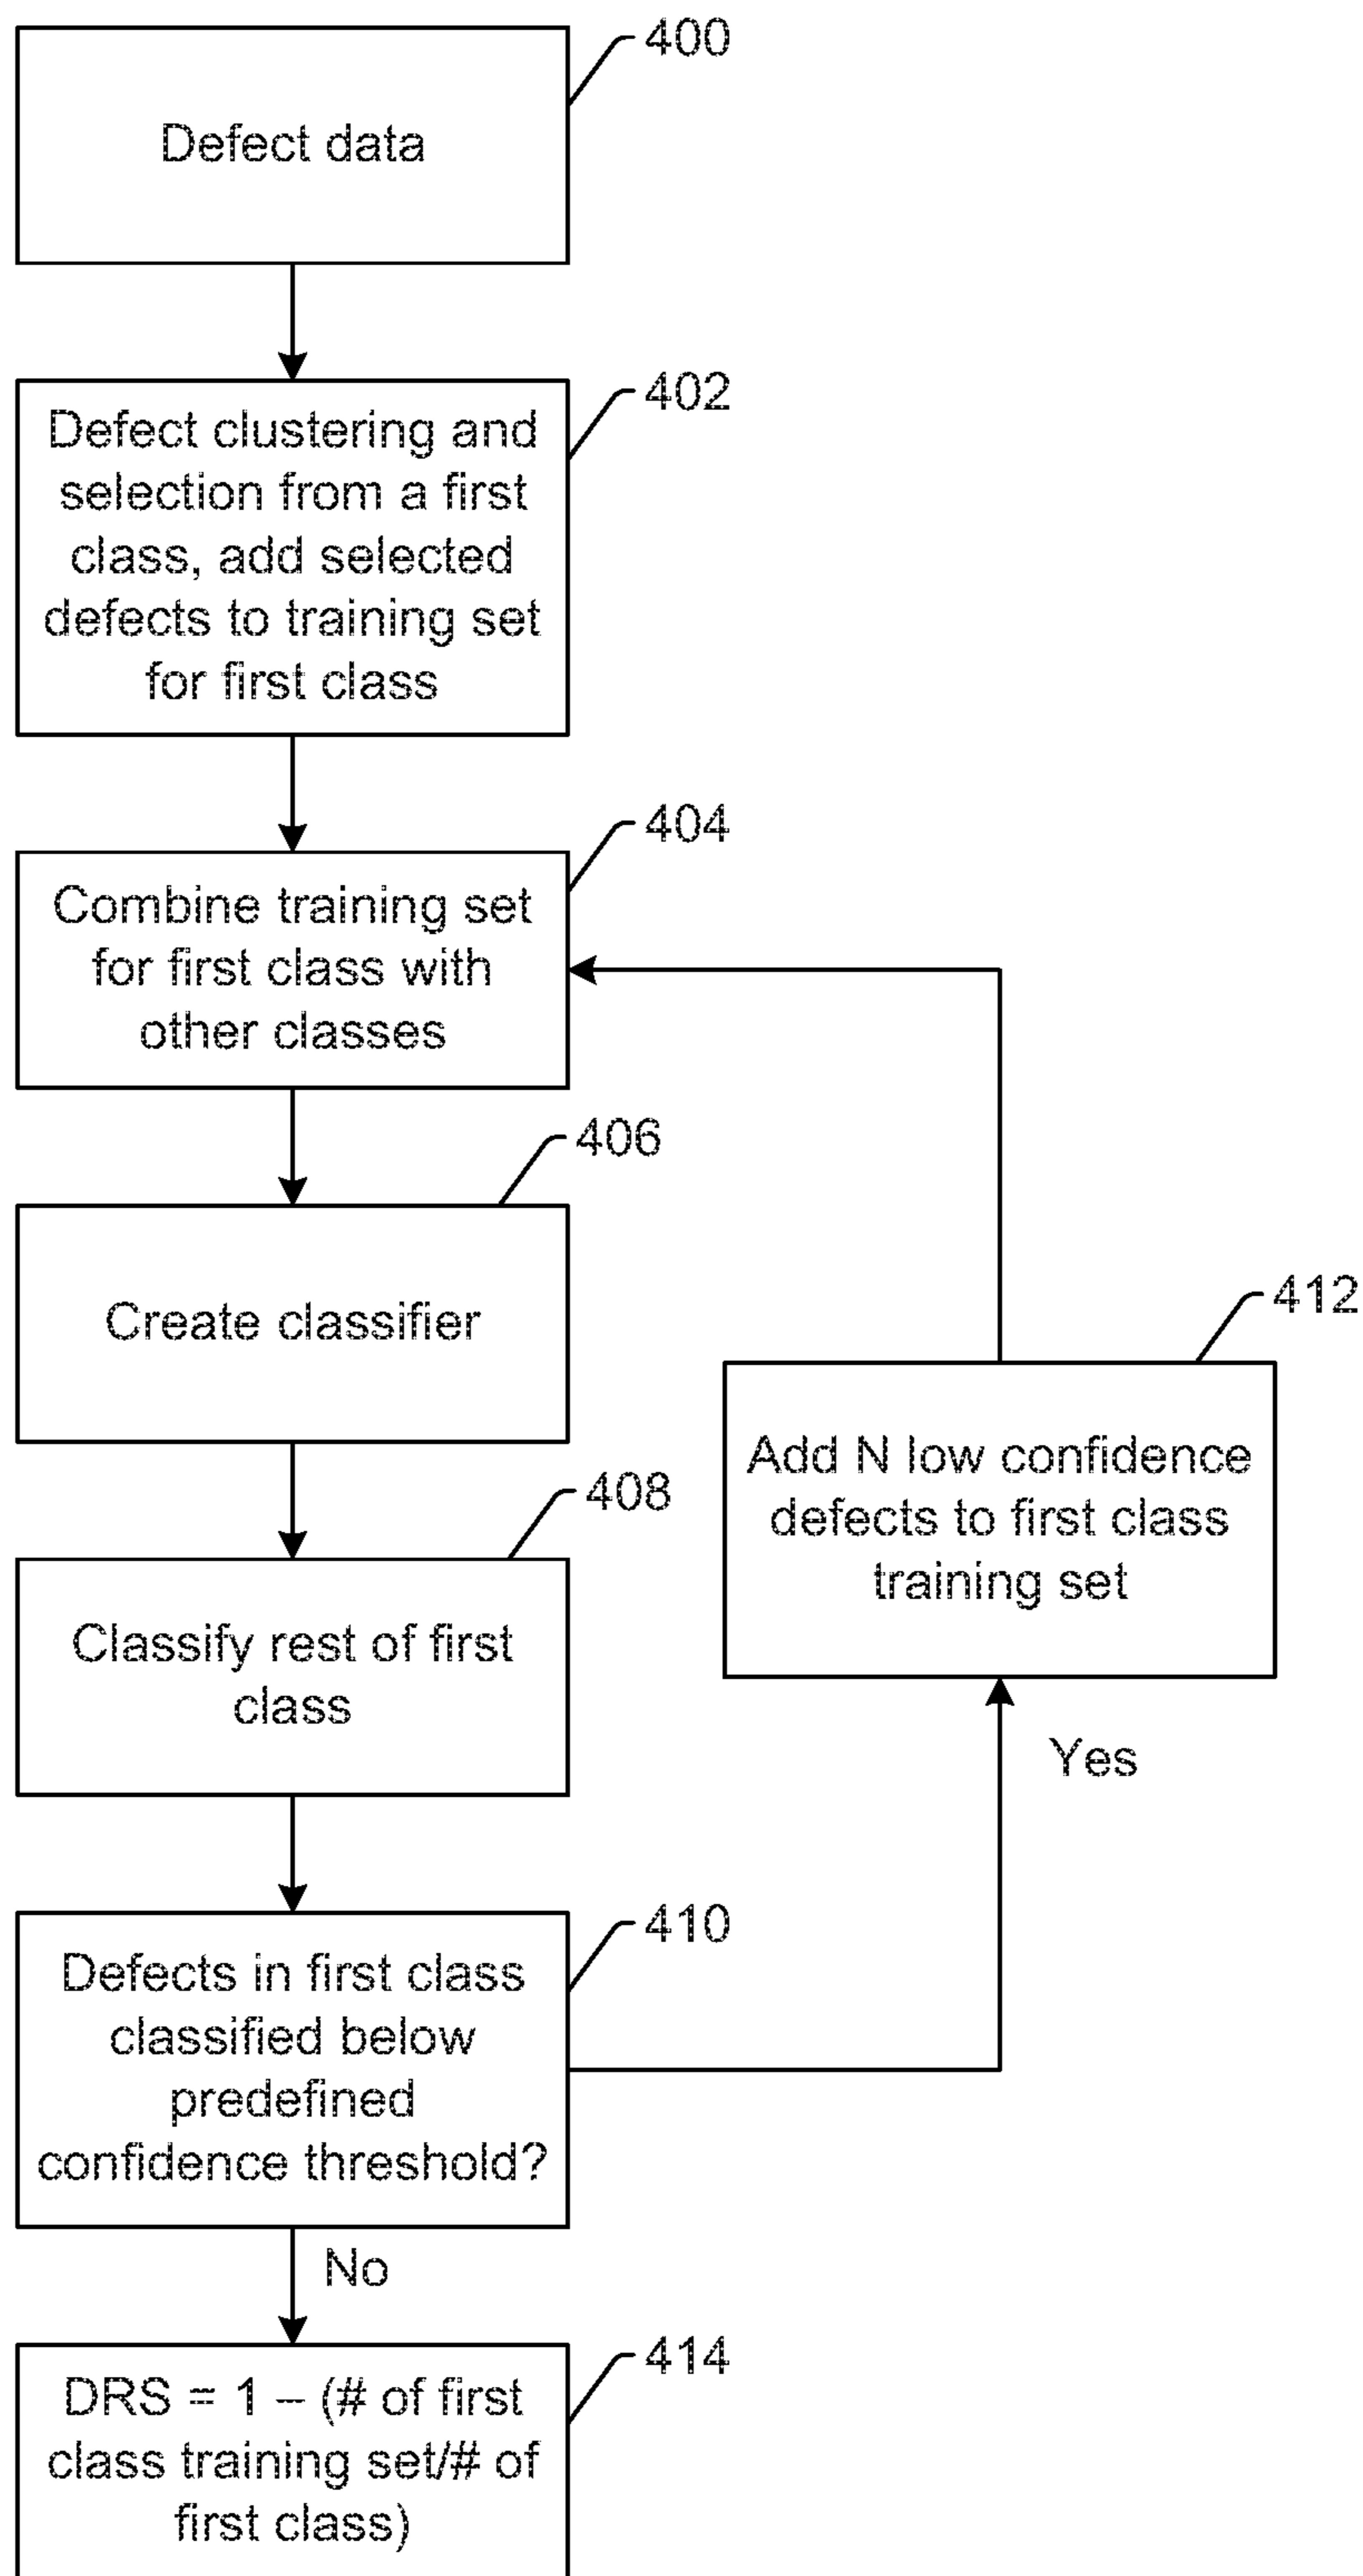 400
Defect data
402
Defect clustering and
selection from a first
class, add selected
defects to training set
for first class
404
Combine training set
for first class with
other classes
406
Create classifier
412
Add N low confidence
defects to first class
training set
408
Classify rest of first
class
Yes
410
Defects in first class
classified below
predefined
confidence threshold?
No
414
DRS = 1 – (# of first
class training set/# of
first class)